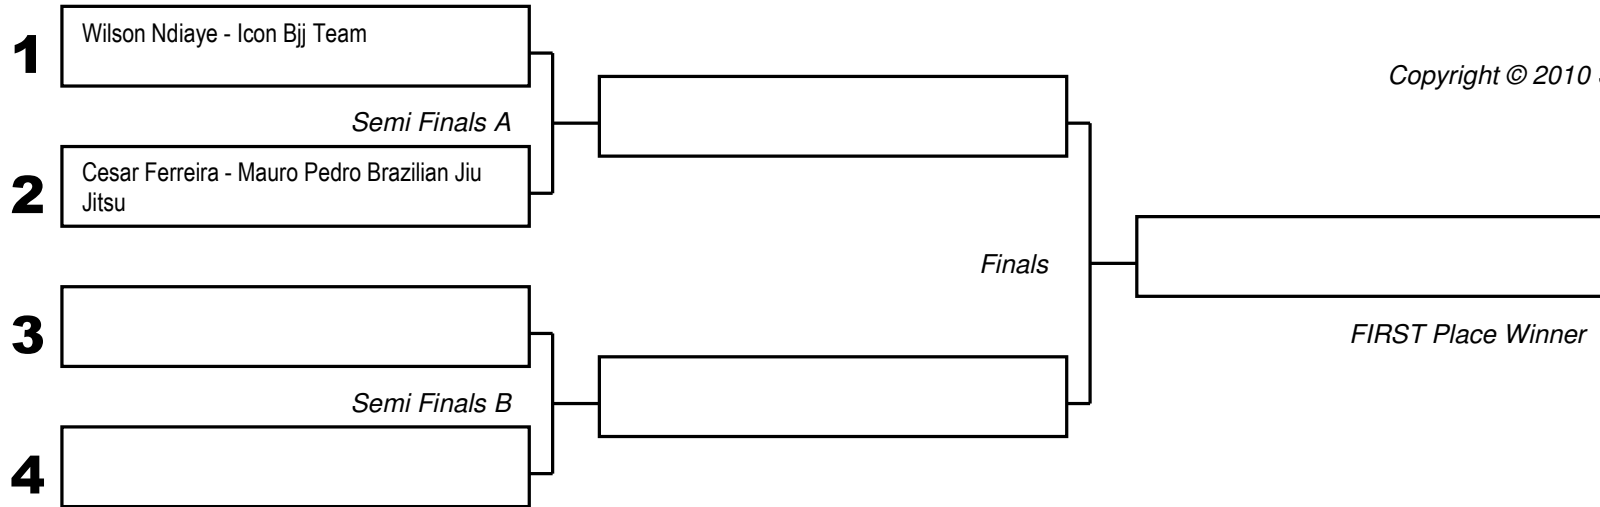 1
Wilson Ndiaye - Icon Bjj Team
Copyright © 2010
Semi Finals A
2
Cesar Ferreira - Mauro Pedro Brazilian Jiu
Jitsu
Finals
3
FIRST Place Winner
Semi Finals B
4